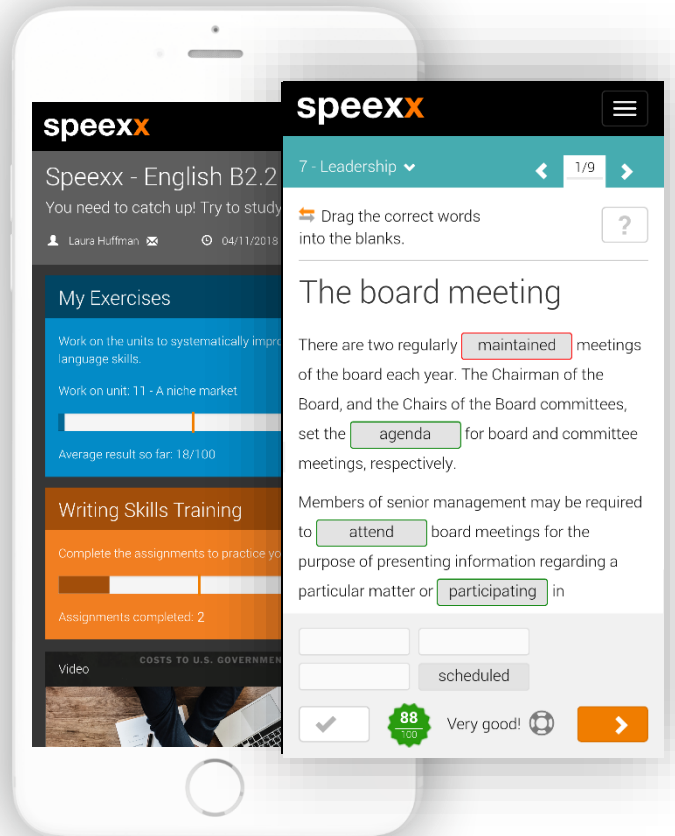 speexx
Speexx - English B2.2
You need to catch up! Try to study
Laura Huffman
04/11/2018
My Exercises
Work on the units to systematically impro
language skills.
Work on unit: 11 - A niche market
Average result so far: 18/100
Writing Skills Training
Complete the assignments to practice yo
Assignments completed: 2
Video
COSTS TO U.S. GOVERNMEN
speexx
7 - Leadership
1/9
Drag the correct words
into the blanks.
?
The board meeting
There are two regularly maintained meetings
of the board each year. The Chairman of the
Board, and the Chairs of the Board committees,
set the agenda for board and committee
meetings, respectively.
Members of senior management may be required
to attend board meetings for the
purpose of presenting information regarding a
particular matter or participating in
scheduled
88
100
Very good!